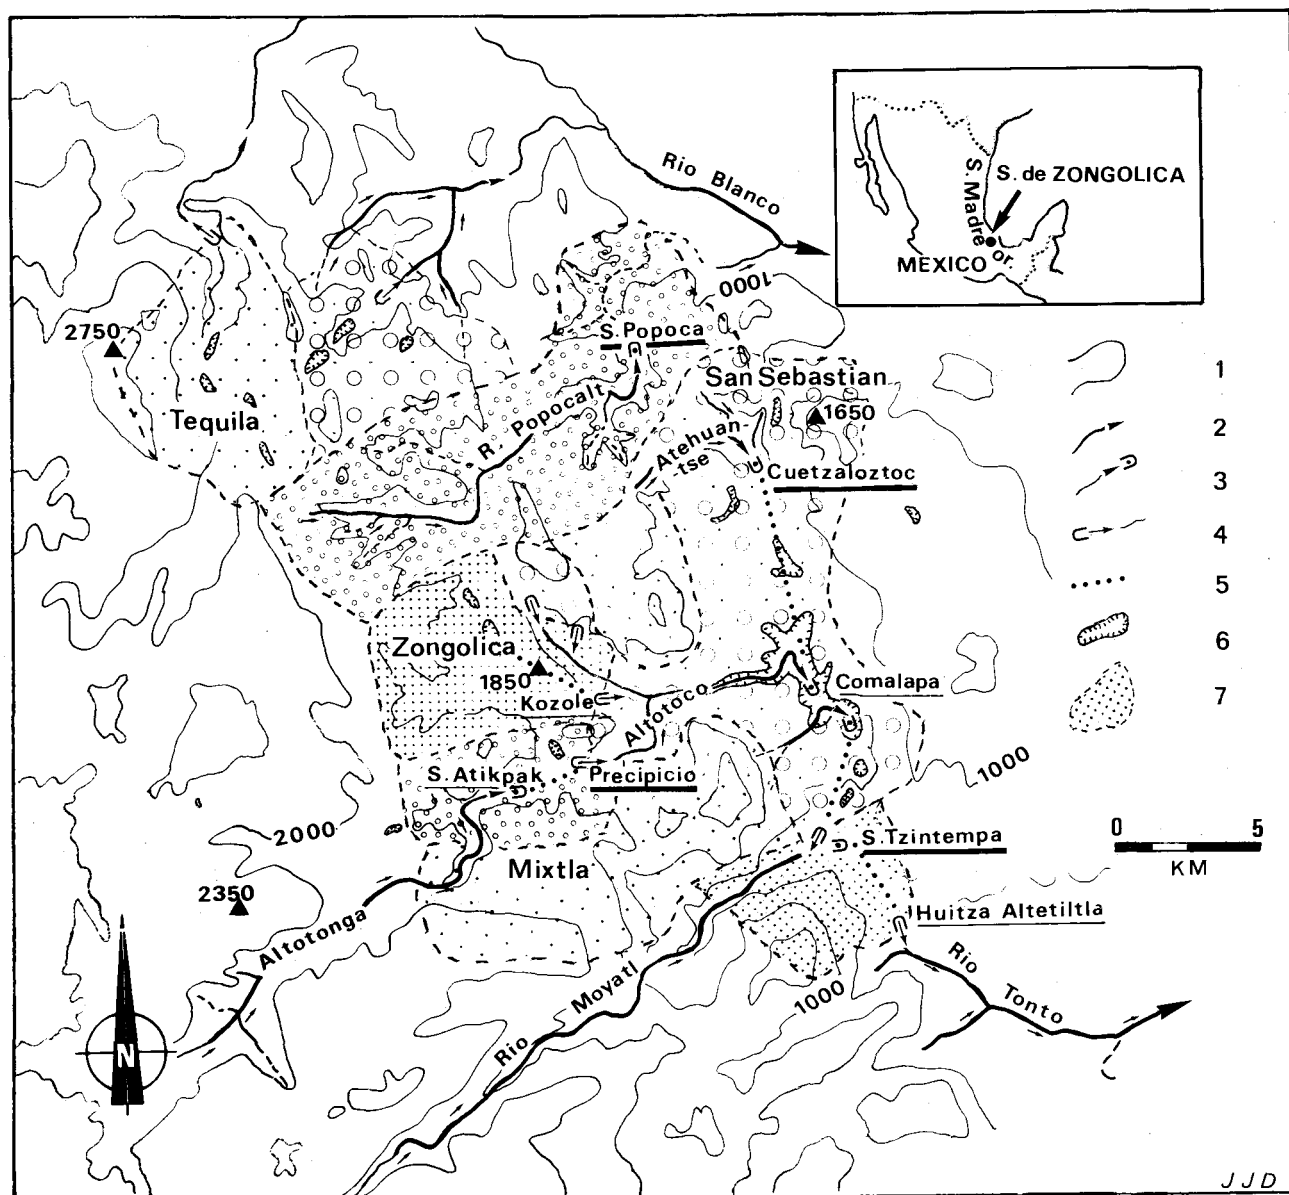 Rio Blanco
S. Madre or.
S. de ZONGOLICA
MEXICO
1000
2750
S. Popoca
San Sebastian
1650
Tequila
R. Popocalt
Atehuan
tse
Cuetzaloztoc
Zongolica
1850
Kozole
Altotoco
Comalapa
S. Atikpak
Precipicio
1000
2000
S. Tzintempa
Mixtla
2350
Altotonga
Huitza Altetiltla
Rio Moyatl
1000
Rio Tonto
N
1
2
3
4
5
6
7
0 5
KM
JJD